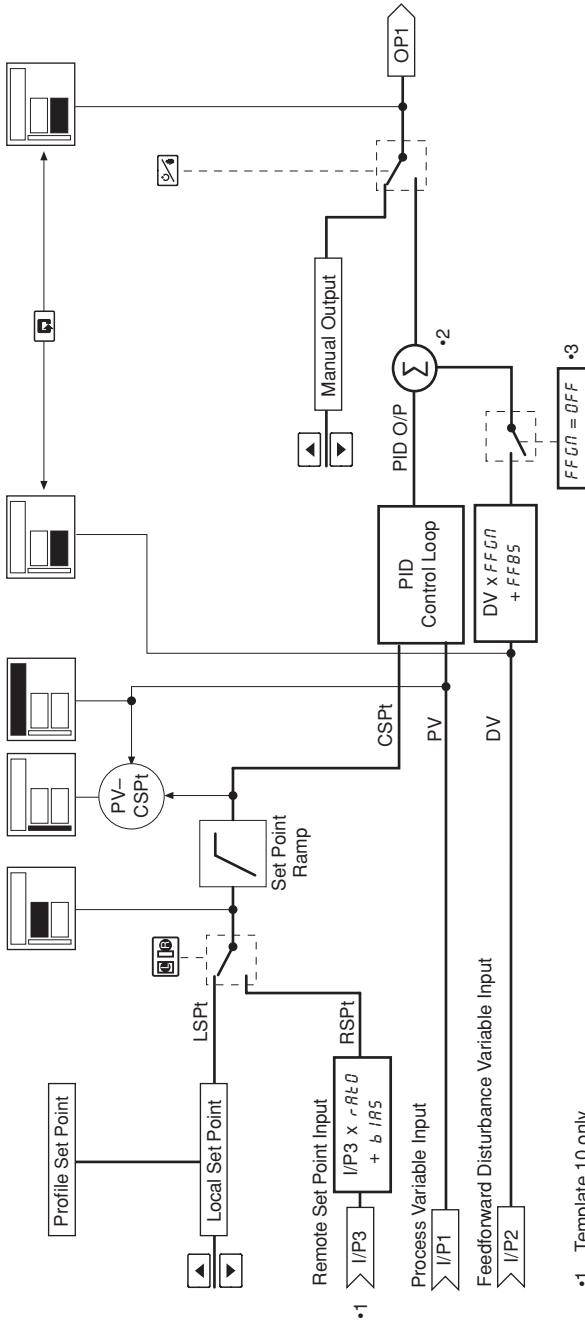 Profile Set Point
Local Set Point
LSPt
Remote Set Point Input
•1
I/P3
I/P3 x rAtO
+ bIAS
RSPt
Set Point
Ramp
PV–
CSPt
Process Variable Input
I/P1
Feedforward Disturbance Variable Input
I/P2
CSPt
PV
DV
PID
Control Loop
DV x FFGN
+ FFBS
PID O/P
Σ
•2
Manual Output
FFGN = OFF
•3
OP1
•1 Template 10 only